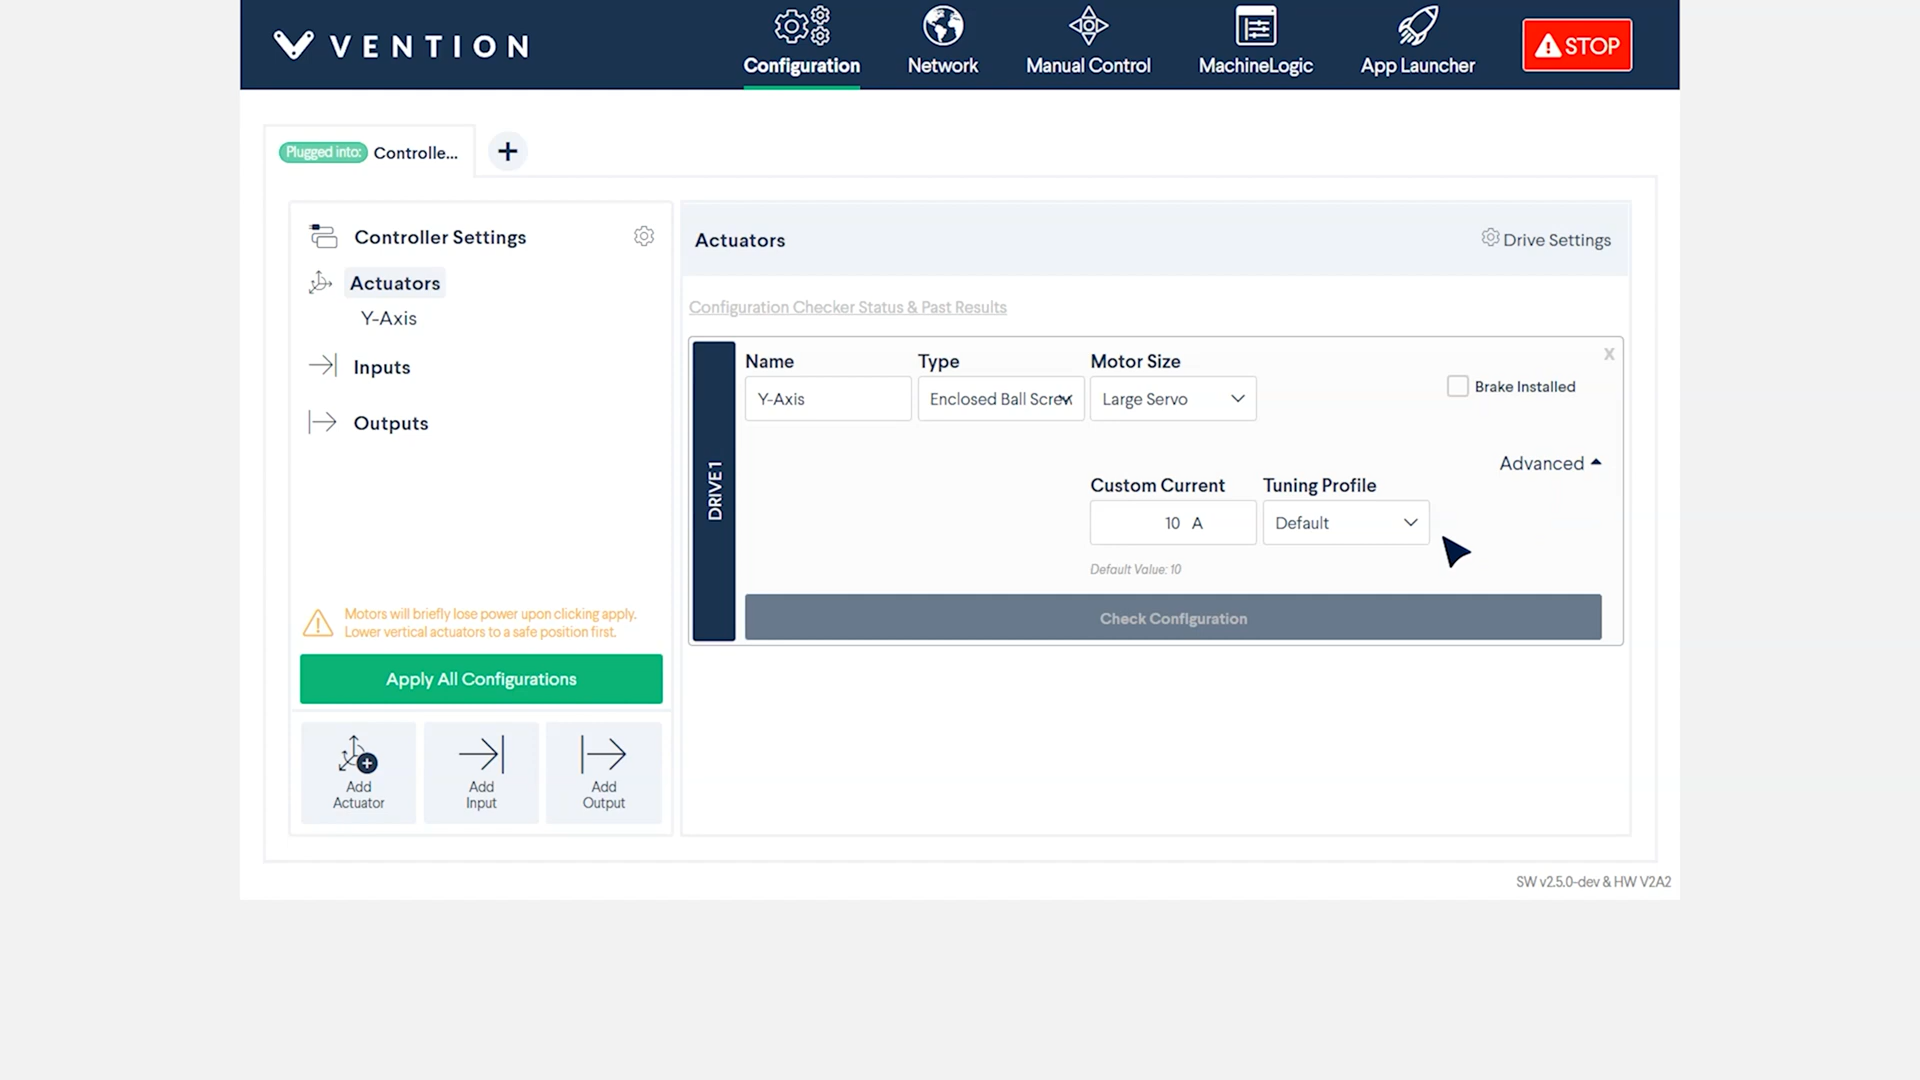 VENTION
Configuration
Network
Manual Control
MachineLogic
App Launcher
STOP
Plugged into: Controlle...
+
Controller Settings
Actuators
Y-Axis
Inputs
Outputs
Motors will briefly lose power upon clicking apply.
Lower vertical actuators to a safe position first.
Apply All Configurations
Add
Actuator
Add
Input
Add
Output
Actuators
Drive Settings
Configuration Checker Status & Past Results
DRIVE 1
X
Name
Y-Axis
Type
Enclosed Ball Screw
Motor Size
Large Servo
Brake Installed
Advanced
Custom Current
10 A
Default Value: 10
Tuning Profile
Default
Check Configuration
SW v2.5.0-dev & HW V2A2